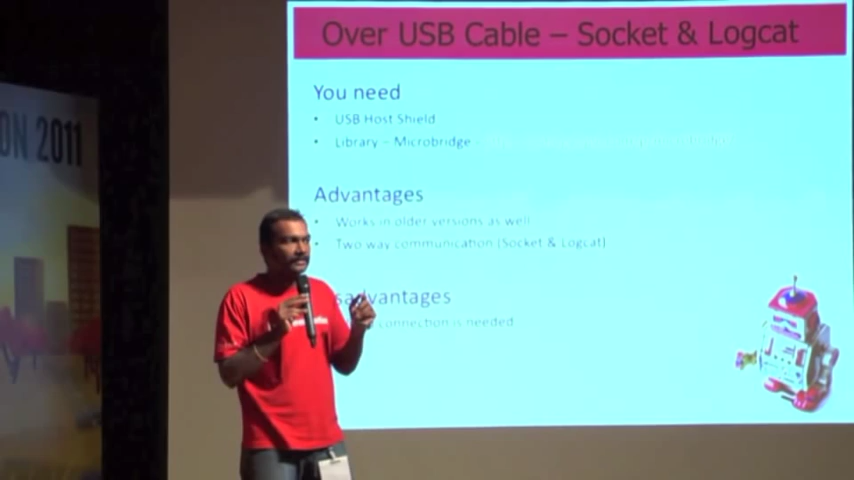 Over USB Cable – Socket & Logcat
ON 2011
You need
• USB Host Shield
• Library – Microbridge
Advantages
• Works in older versions as well
• Two way communication (Socket & Logcat)
sadvantages
connection is needed